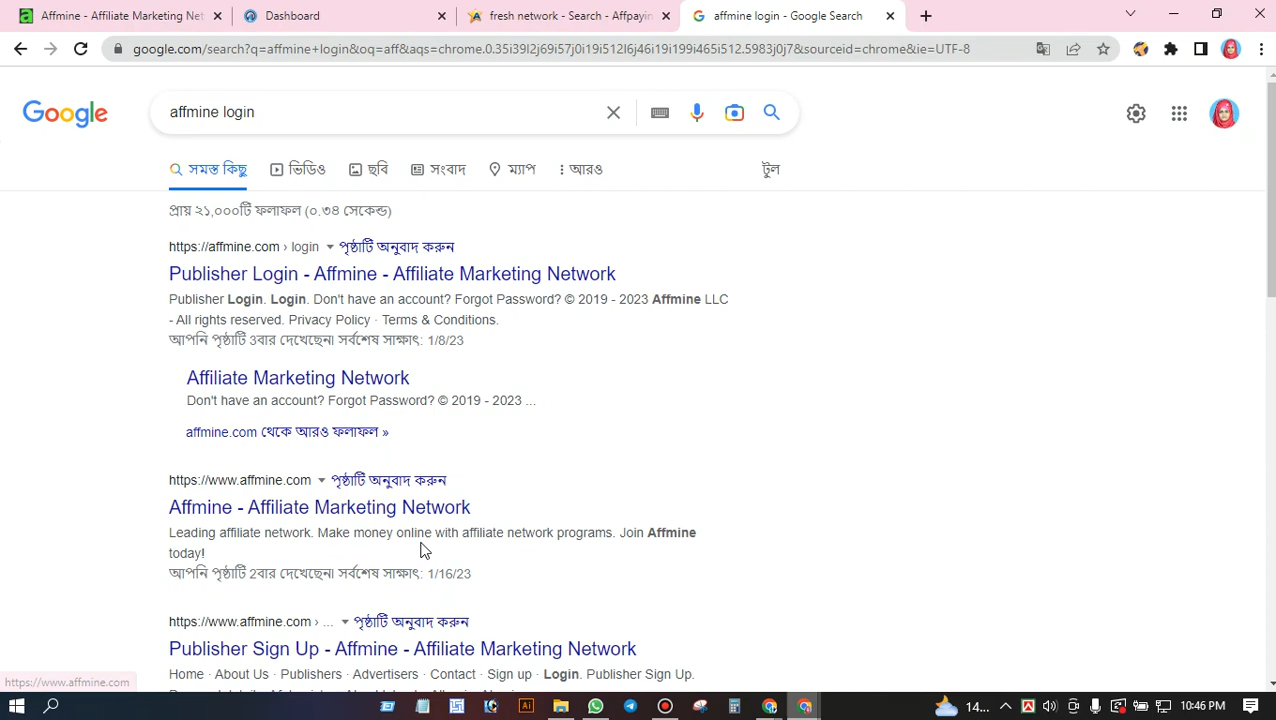 Affmine - Affiliate Marketing Net
Dashboard
fresh network - Search - Affpayin
affmine login - Google Search
google.com/search?q=affmine+login&oq=aff&aqs=chrome.0.35i39l2j69i57j0i19i512l6j46i19i199i465i512.5983j0j7&sourceid=chrome&ie=UTF-8
Google
affmine login
সমস্ত কিছু ভিডিও ছবি সংবাদ ম্যাপ আরও টুল
প্রায় ২১,০০০টি ফলাফল (০.৩৪ সেকেন্ড)
https://affmine.com › login পৃষ্ঠাটি অনুবাদ করুন
Publisher Login - Affmine - Affiliate Marketing Network
Publisher Login. Login. Don't have an account? Forgot Password? © 2019 - 2023 Affmine LLC
- All rights reserved. Privacy Policy · Terms & Conditions.
আপনি পৃষ্ঠাটি 3বার দেখেছেন৷ সর্বশেষ সাক্ষাৎ: 1/8/23
Affiliate Marketing Network
Don't have an account? Forgot Password? © 2019 - 2023 ...
affmine.com থেকে আরও ফলাফল »
https://www.affmine.com পৃষ্ঠাটি অনুবাদ করুন
Affmine - Affiliate Marketing Network
Leading affiliate network. Make money online with affiliate network programs. Join Affmine
today!
আপনি পৃষ্ঠাটি 2বার দেখেছেন৷ সর্বশেষ সাক্ষাৎ: 1/16/23
https://www.affmine.com › ... পৃষ্ঠাটি অনুবাদ করুন
Publisher Sign Up - Affmine - Affiliate Marketing Network
Home · About Us · Publishers · Advertisers · Contact · Sign up · Login. Publisher Sign Up.
https://www.affmine.com
14...
10:46 PM